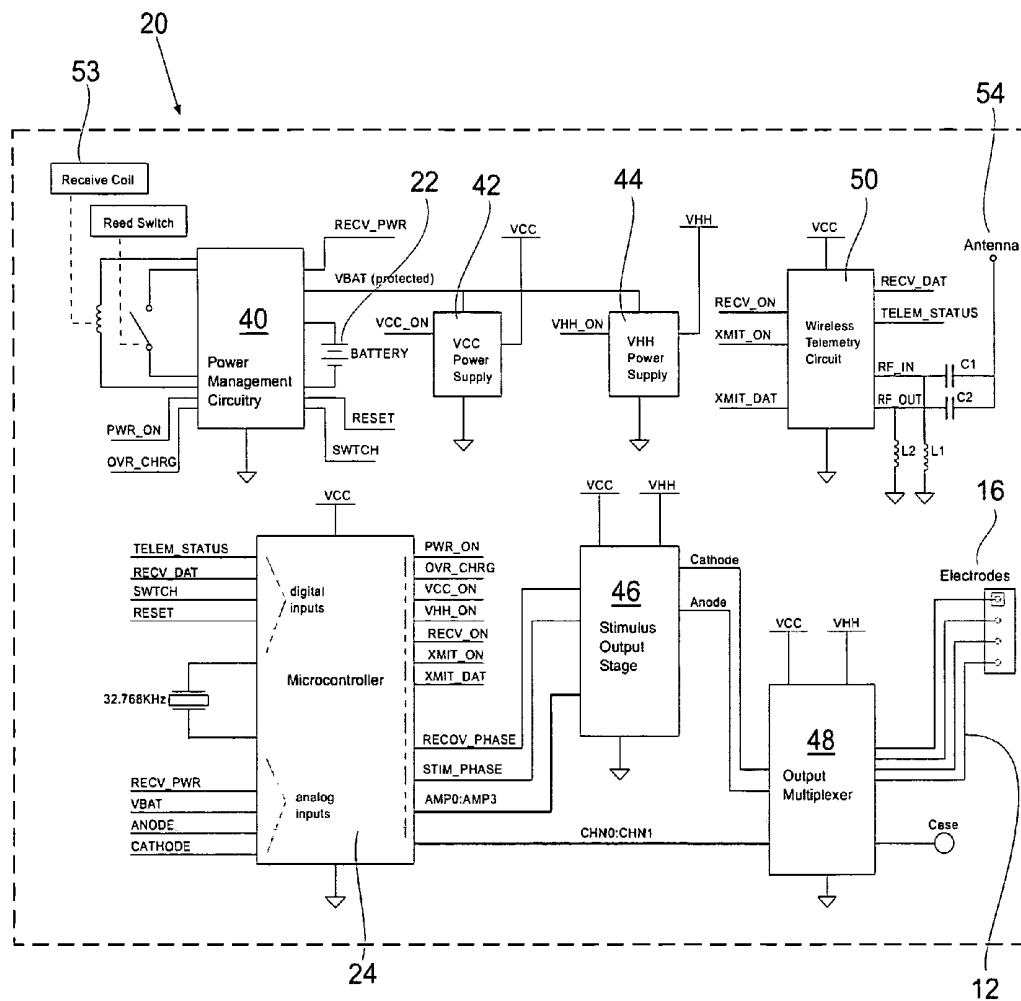 20
53
54
Receive Coil
22
42
44
50
Reed Switch
RECV_PWR
VCC
VHH
VCC
Antenna
VBAT (protected)
RECV_DAT
40
VCC_ON
VHH_ON
RECV_ON
TELEM_STATUS
Power
Management
Circuitry
BATTERY
VCC
Power
Supply
VHH
Power
Supply
XMIT_ON
Wireless
Telemetry
Circuit
RF_IN
C1
RF_OUT
C2
PWR_ON
RESET
XMIT_DAT
OVR_CHRG
SWTCH
L2
L1
VCC
VCC
VHH
16
TELEM_STATUS
PWR_ON
RECV_DAT
OVR_CHRG
Cathode
Electrodes
SWTCH
digital
inputs
VCC_ON
46
RESET
VHH_ON
Anode
Stimulus
Output
Stage
RECV_ON
VCC
VHH
XMIT_ON
Microcontroller
XMIT_DAT
32.768KHz
RECOV_PHASE
48
STIM_PHASE
Output
Multiplexer
RECV_PWR
VBAT
analog
inputs
AMP0:AMP3
ANODE
CHN0:CHN1
Case
CATHODE
24
12